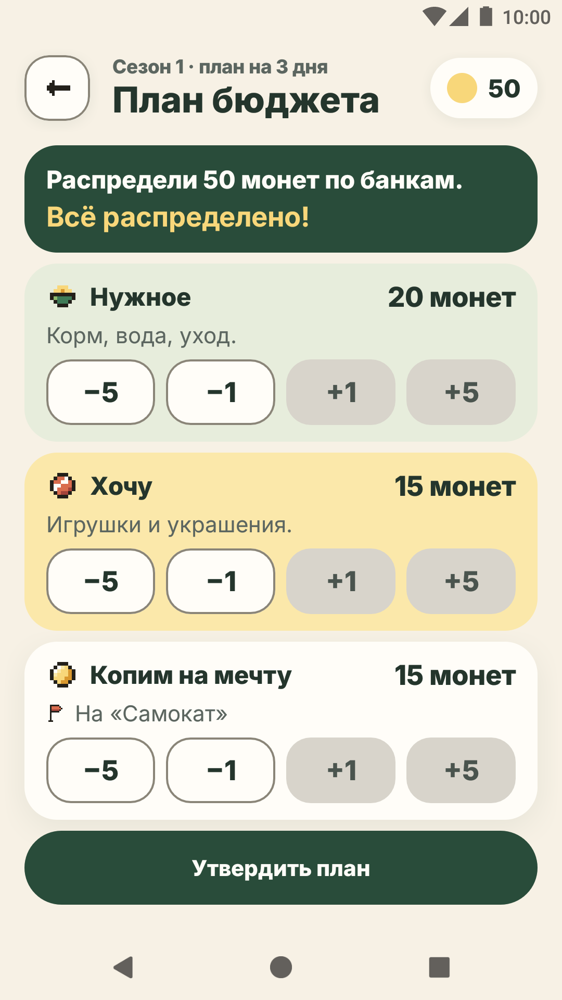 10:00
Сезон 1 · план на 3 дня
План бюджета
50
Распредели 50 монет по банкам.
Всё распределено!
Нужное 20 монет
Корм, вода, уход.
−5 −1 +1 +5
Хочу 15 монет
Игрушки и украшения.
−5 −1 +1 +5
Копим на мечту 15 монет
На «Самокат»
−5 −1 +1 +5
Утвердить план